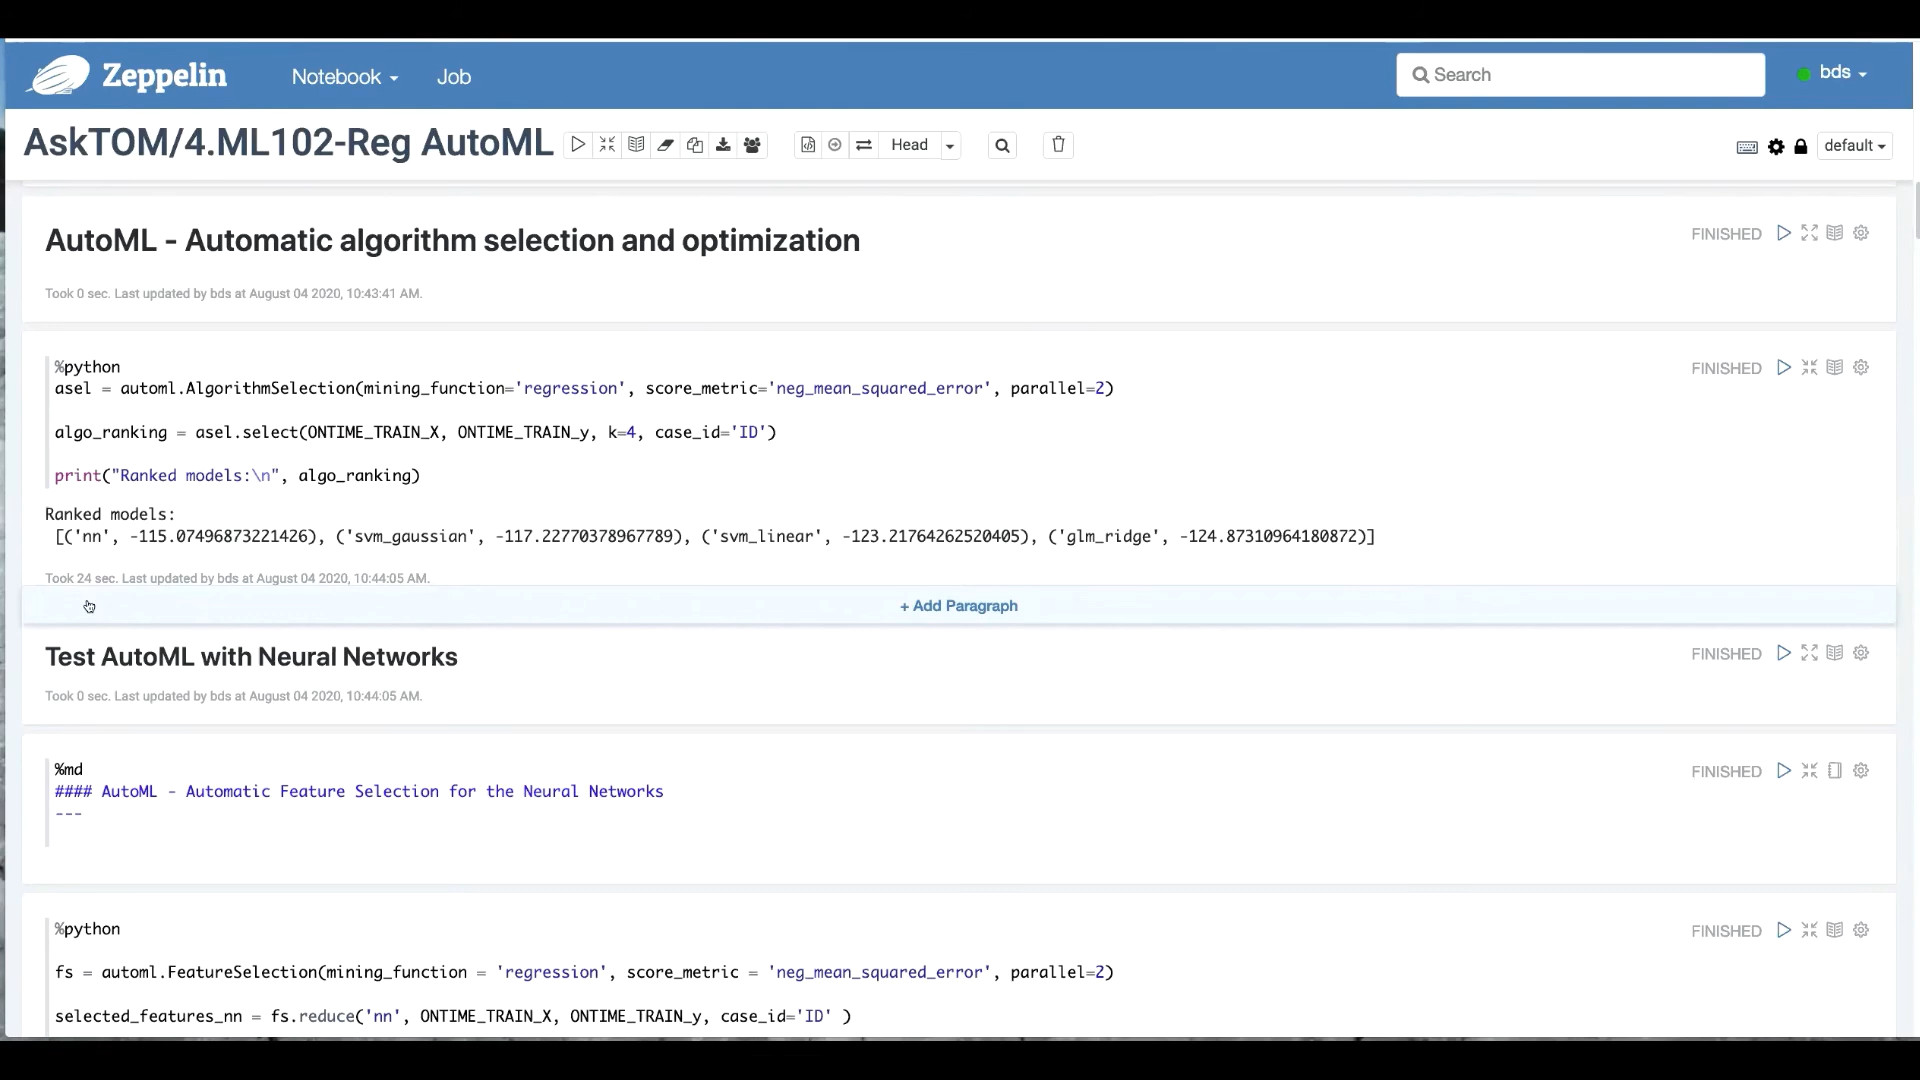 Zeppelin Notebook Job Search bds
AskTOM/4.ML102-Reg AutoML Head default
AutoML - Automatic algorithm selection and optimization FINISHED
Took 0 sec. Last updated by bds at August 04 2020, 10:43:41 AM.
%python FINISHED
asel = automl.AlgorithmSelection(mining_function='regression', score_metric='neg_mean_squared_error', parallel=2)
algo_ranking = asel.select(ONTIME_TRAIN_X, ONTIME_TRAIN_y, k=4, case_id='ID')
print("Ranked models:\n", algo_ranking)
Ranked models:
[('nn', -115.07496873221426), ('svm_gaussian', -117.22770378967789), ('svm_linear', -123.21764262520405), ('glm_ridge', -124.87310964180872)]
Took 24 sec. Last updated by bds at August 04 2020, 10:44:05 AM.
+ Add Paragraph
Test AutoML with Neural Networks FINISHED
Took 0 sec. Last updated by bds at August 04 2020, 10:44:05 AM.
%md FINISHED
#### AutoML - Automatic Feature Selection for the Neural Networks
---
%python FINISHED
fs = automl.FeatureSelection(mining_function = 'regression', score_metric = 'neg_mean_squared_error', parallel=2)
selected_features_nn = fs.reduce('nn', ONTIME_TRAIN_X, ONTIME_TRAIN_y, case_id='ID' )